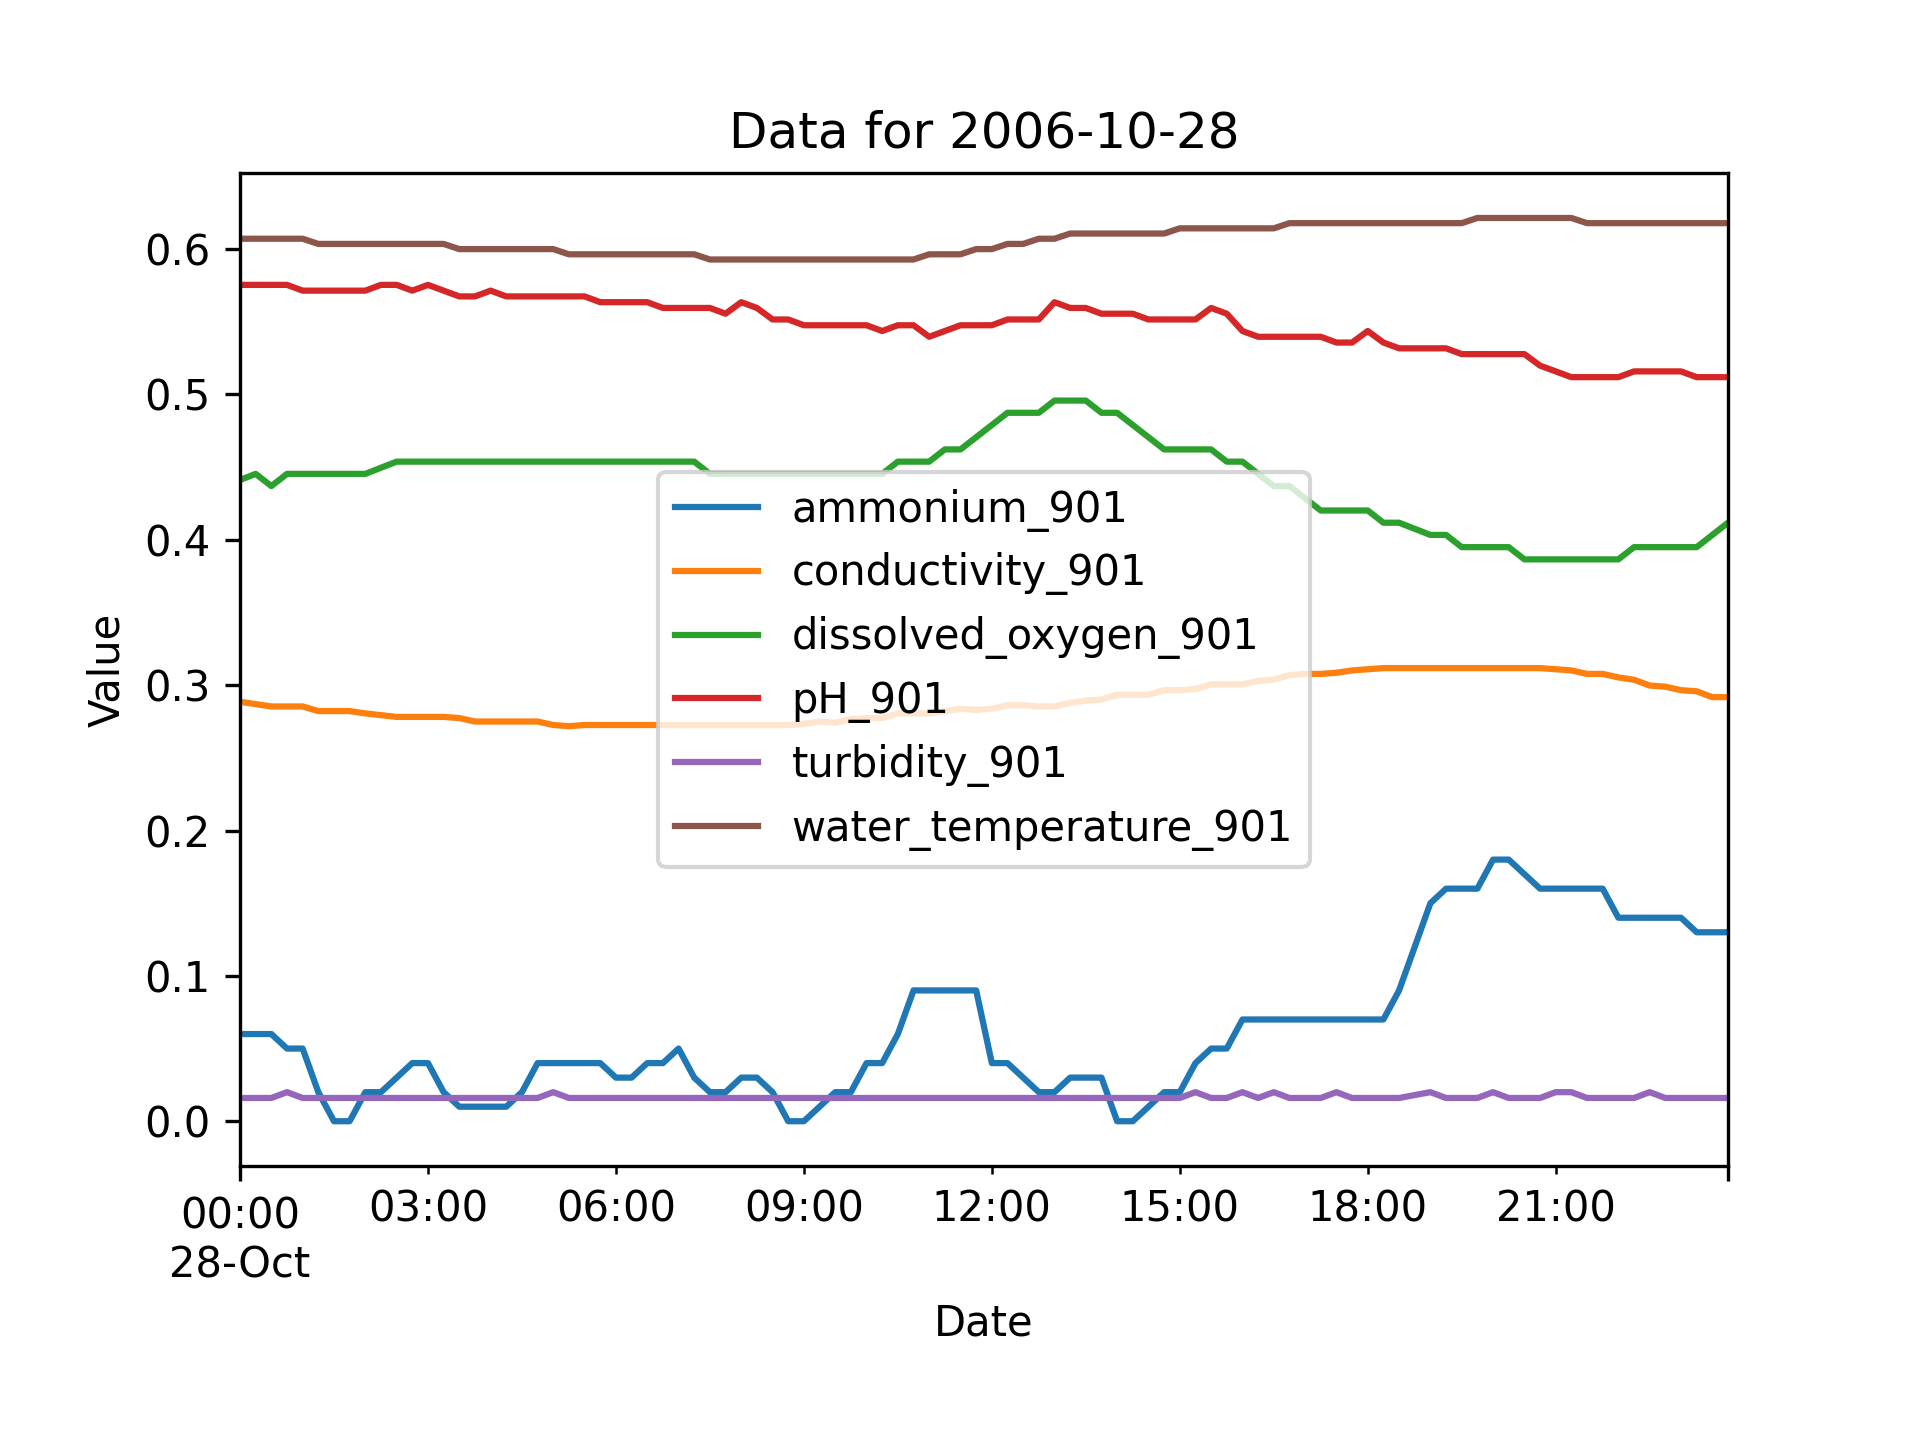 Data for 2006-10-28
Value
0.6
0.5
0.4
0.3
0.2
0.1
0.0
ammonium_901
conductivity_901
dissolved_oxygen_901
pH_901
turbidity_901
water_temperature_901
00:00 03:00 06:00 09:00 12:00 15:00 18:00 21:00
28-Oct
Date